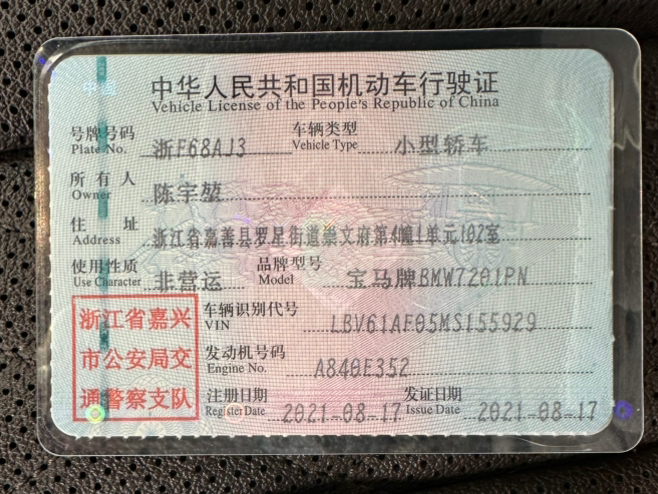 中华人民共和国机动车行驶证
Vehicle License of the People's Republic of China
号牌号码 浙F68AJ3 车辆类型 小型轿车
Plate No. Vehicle Type
所有人 陈宇堃
Owner
住址 浙江省嘉善县罗星街道崇文府第4幢1单元102室
Address
使用性质 非营运 品牌型号 宝马牌BMW7201PN
Use Character Model
浙江省嘉兴
市公安局交
通警察支队
车辆识别代号 LBV61AF05MS155929
VIN
发动机号码 A840E352
Engine No.
注册日期 2021-08-17 发证日期 2021-08-17
Register Date Issue Date